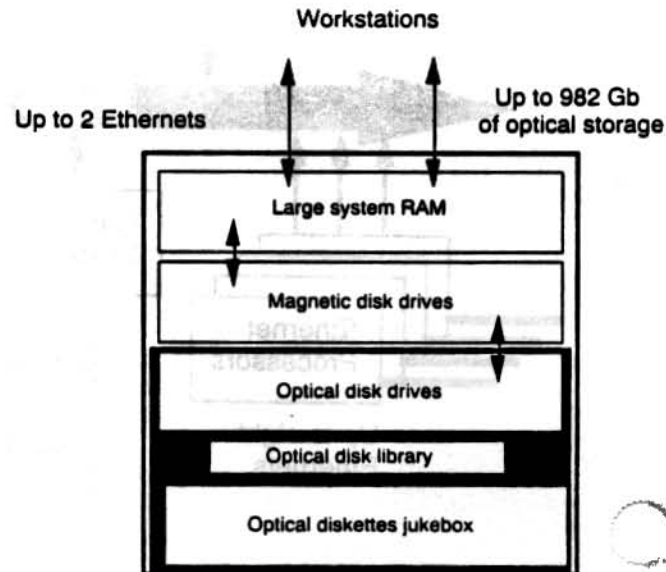 Workstations
Up to 2 Ethernets
Up to 982 Gb
of optical storage
Large system RAM
Magnetic disk drives
Optical disk drives
Optical disk library
Optical diskettes jukebox